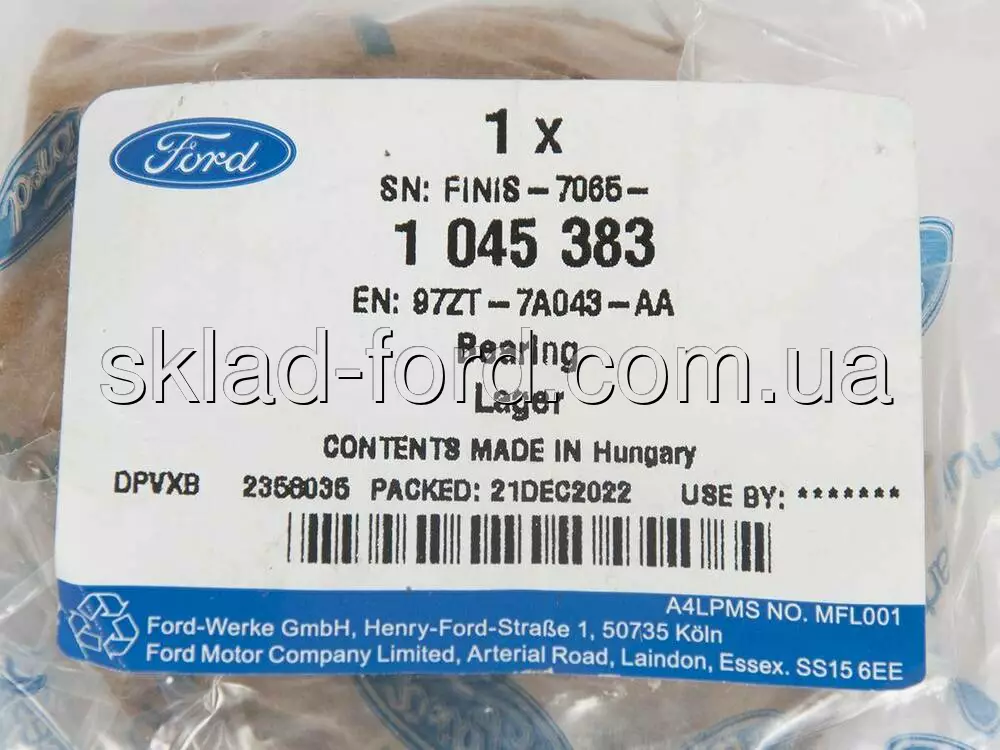 Ford
1 x
SN: FINIS-7065-
1 045 383
EN: 97ZT-7A043-AA
Bearing
sklad-ford.com.ua
Lager
CONTENTS MADE IN Hungary
DPVXB 2358035 PACKED: 21DEC2022 USE BY: *******
A4LPMS NO. MFL001
Ford-Werke GmbH, Henry-Ford-Straße 1, 50735 Köln
Ford Motor Company Limited, Arterial Road, Laindon, Essex. SS15 6EE